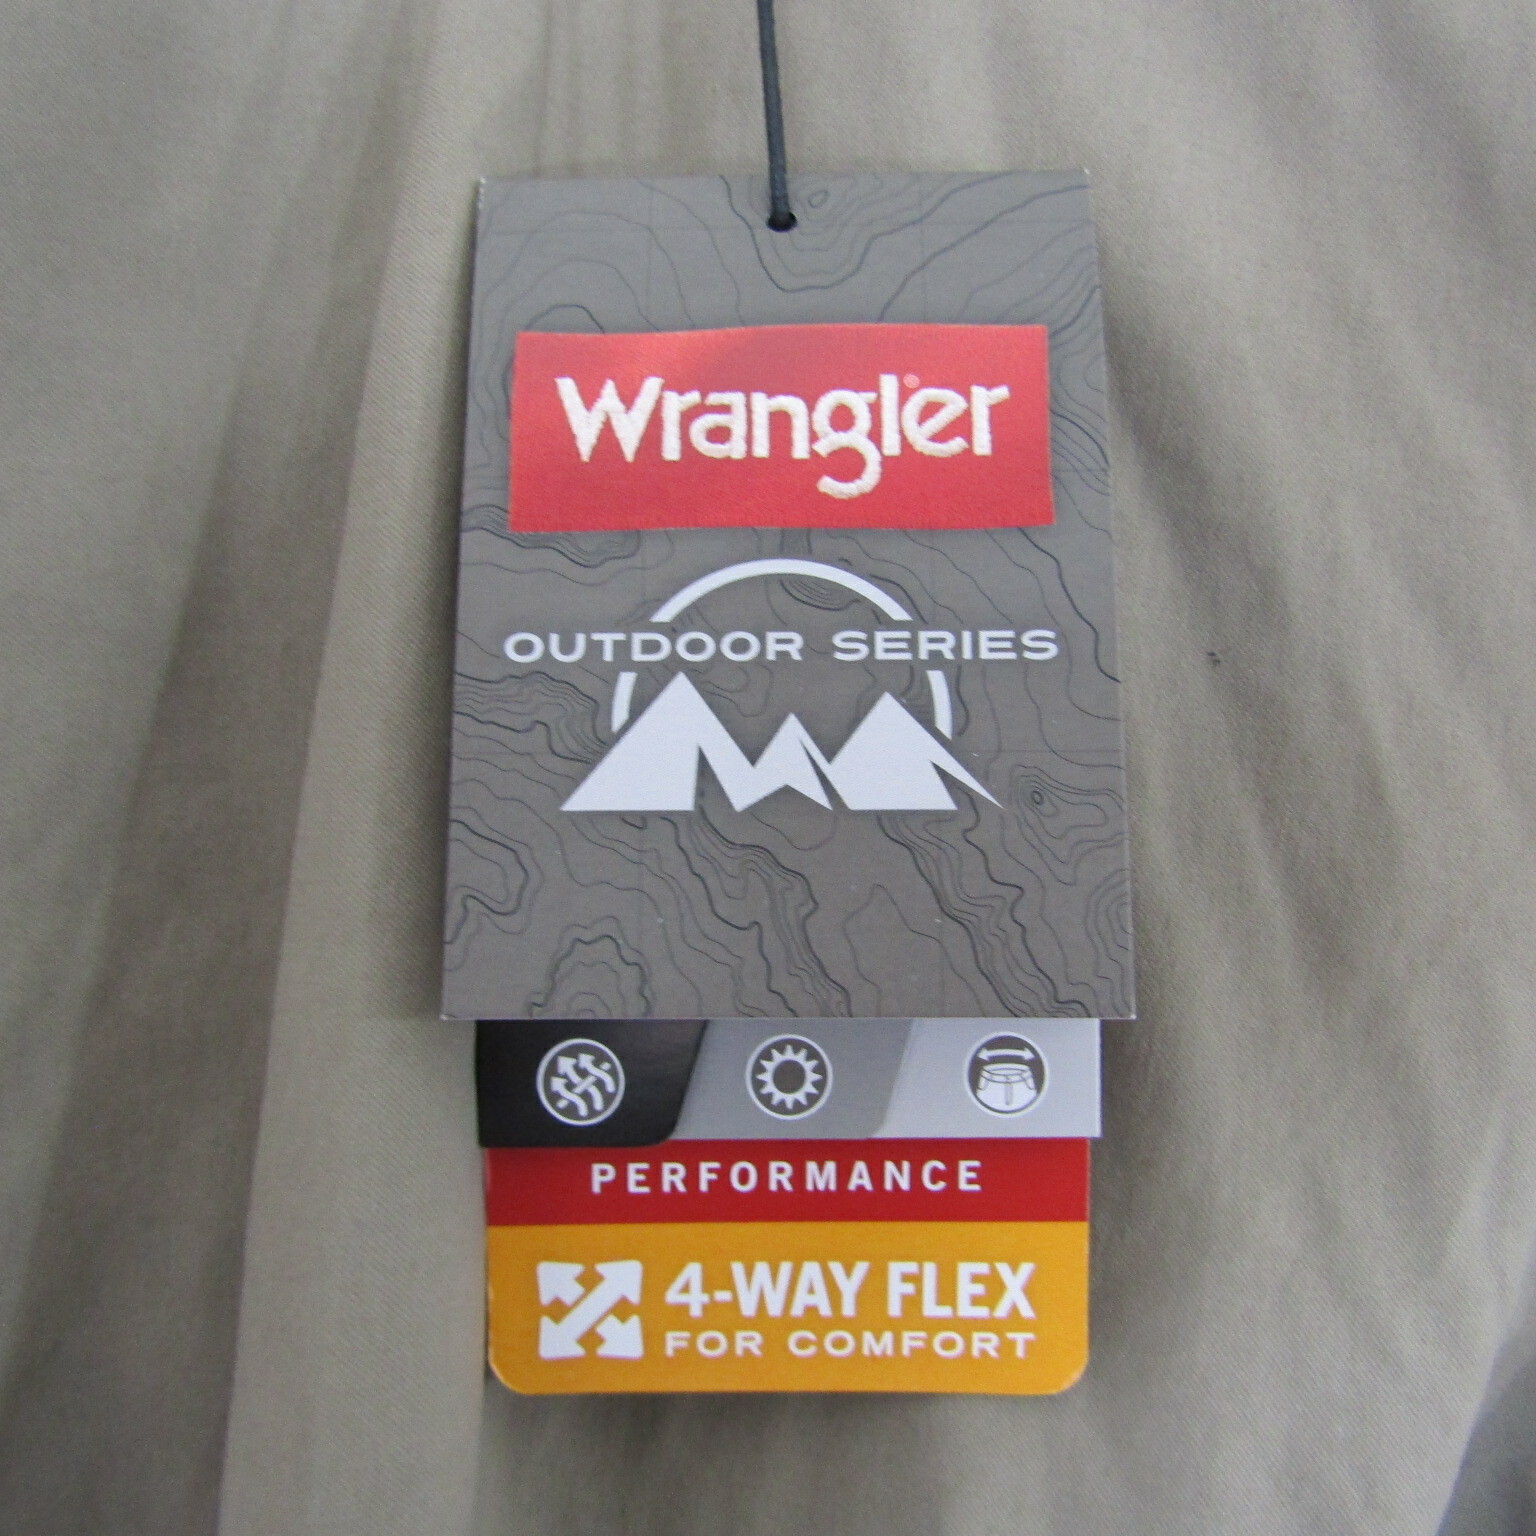 Wrangler®
OUTDOOR SERIES
PERFORMANCE
4-WAY FLEX
FOR COMFORT